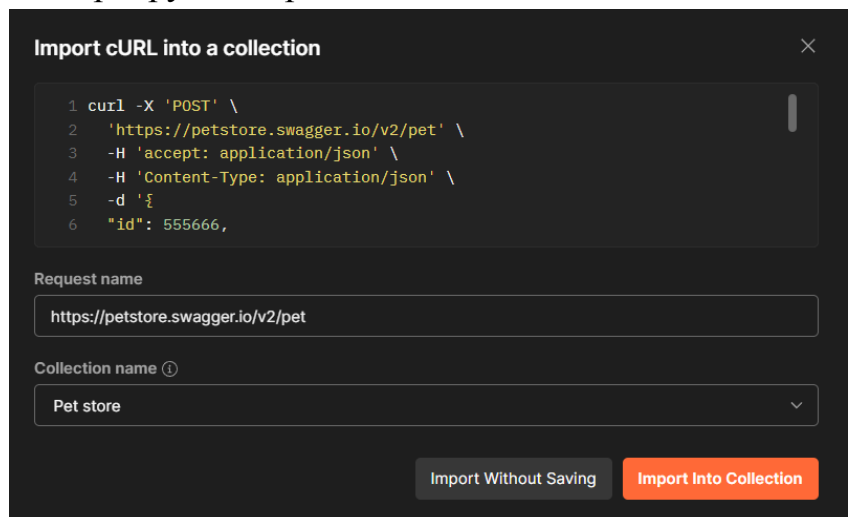 Import cURL into a collection
1 curl -X 'POST' \
2 'https://petstore.swagger.io/v2/pet' \
3 -H 'accept: application/json' \
4 -H 'Content-Type: application/json' \
5 -d '{
6 "id": 555666,
Request name
https://petstore.swagger.io/v2/pet
Collection name
Pet store
Import Without Saving
Import Into Collection